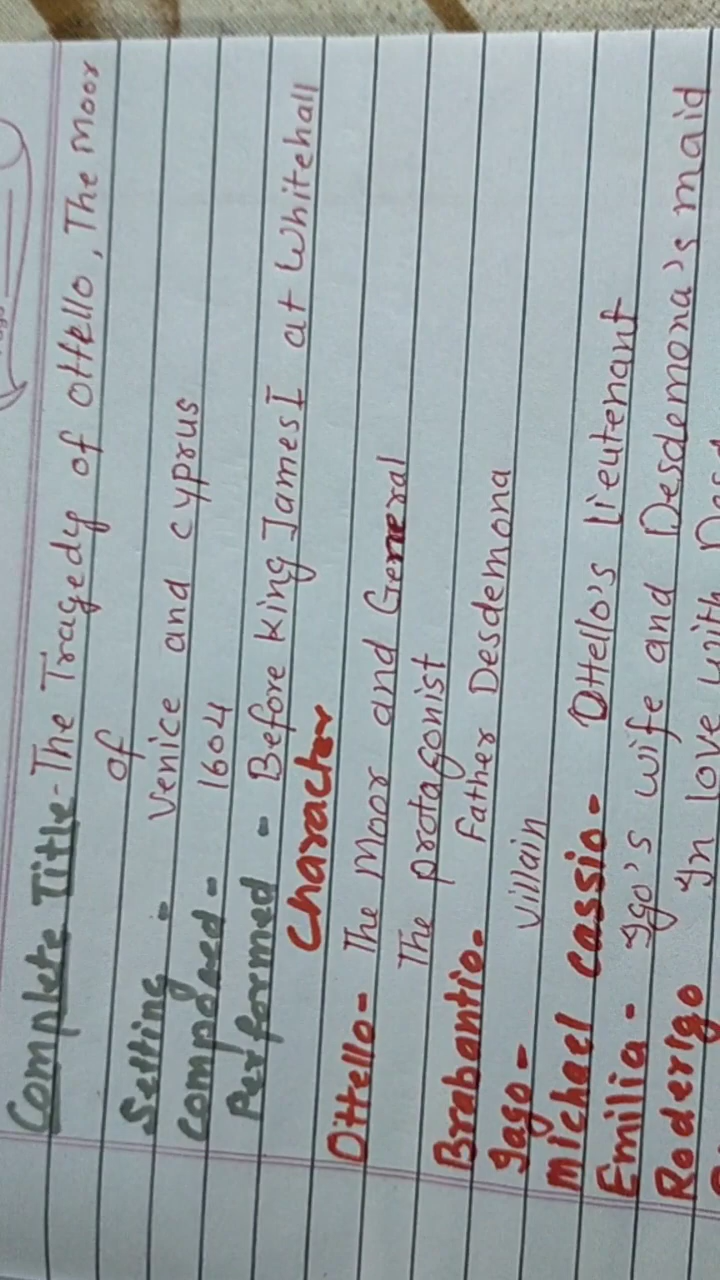 Complete Title-The Tragedy of Ottello, The Moor
of
Setting - Venice and cyprus
Composed - 1604
Performed - Before King James I at Whitehall
Character
Ottello- The Moor and General
The protagonist
Brabantio- Father Desdemona
Iago- Villain
Michael cassio- Ottello's lieutenant
Emilia- Igo's wife and Desdemona's maid
Roderigo In love with